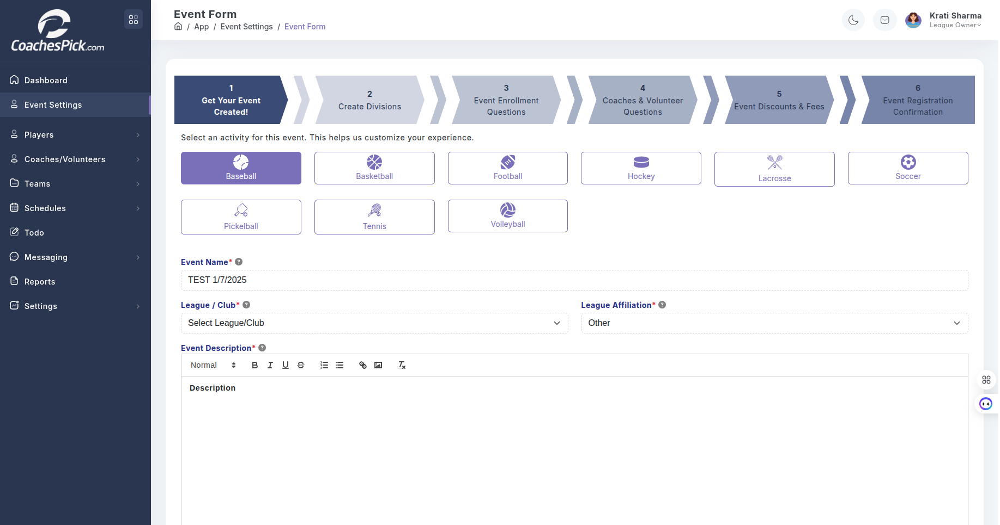 CoachesPick.com
Dashboard
Event Settings
Players
Coaches/Volunteers
Teams
Schedules
Todo
Messaging
Reports
Settings
Event Form
/ App / Event Settings / Event Form
Krati Sharma
League Owner
1
Get Your Event
Created!
2
Create Divisions
3
Event Enrollment
Questions
4
Coaches & Volunteer
Questions
5
Event Discounts & Fees
6
Event Registration
Confirmation
Select an activity for this event. This helps us customize your experience.
Baseball
Basketball
Football
Hockey
Lacrosse
Soccer
Pickelball
Tennis
Volleyball
Event Name* ?
TEST 1/7/2025
League / Club* ?
Select League/Club
League Affiliation* ?
Other
Event Description* ?
Normal
Description